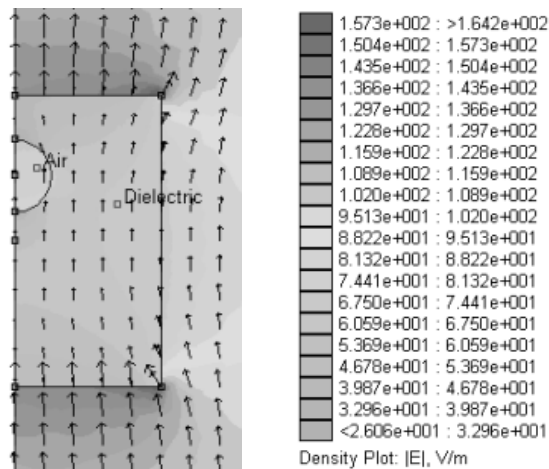 Air
Dielectric
1.573e+002 : >1.642e+002
1.504e+002 : 1.573e+002
1.435e+002 : 1.504e+002
1.366e+002 : 1.435e+002
1.297e+002 : 1.366e+002
1.228e+002 : 1.297e+002
1.159e+002 : 1.228e+002
1.089e+002 : 1.159e+002
1.020e+002 : 1.089e+002
9.513e+001 : 1.020e+002
8.822e+001 : 9.513e+001
8.132e+001 : 8.822e+001
7.441e+001 : 8.132e+001
6.750e+001 : 7.441e+001
6.059e+001 : 6.750e+001
5.369e+001 : 6.059e+001
4.678e+001 : 5.369e+001
3.987e+001 : 4.678e+001
3.296e+001 : 3.987e+001
<2.606e+001 : 3.296e+001
Density Plot: |E|, V/m